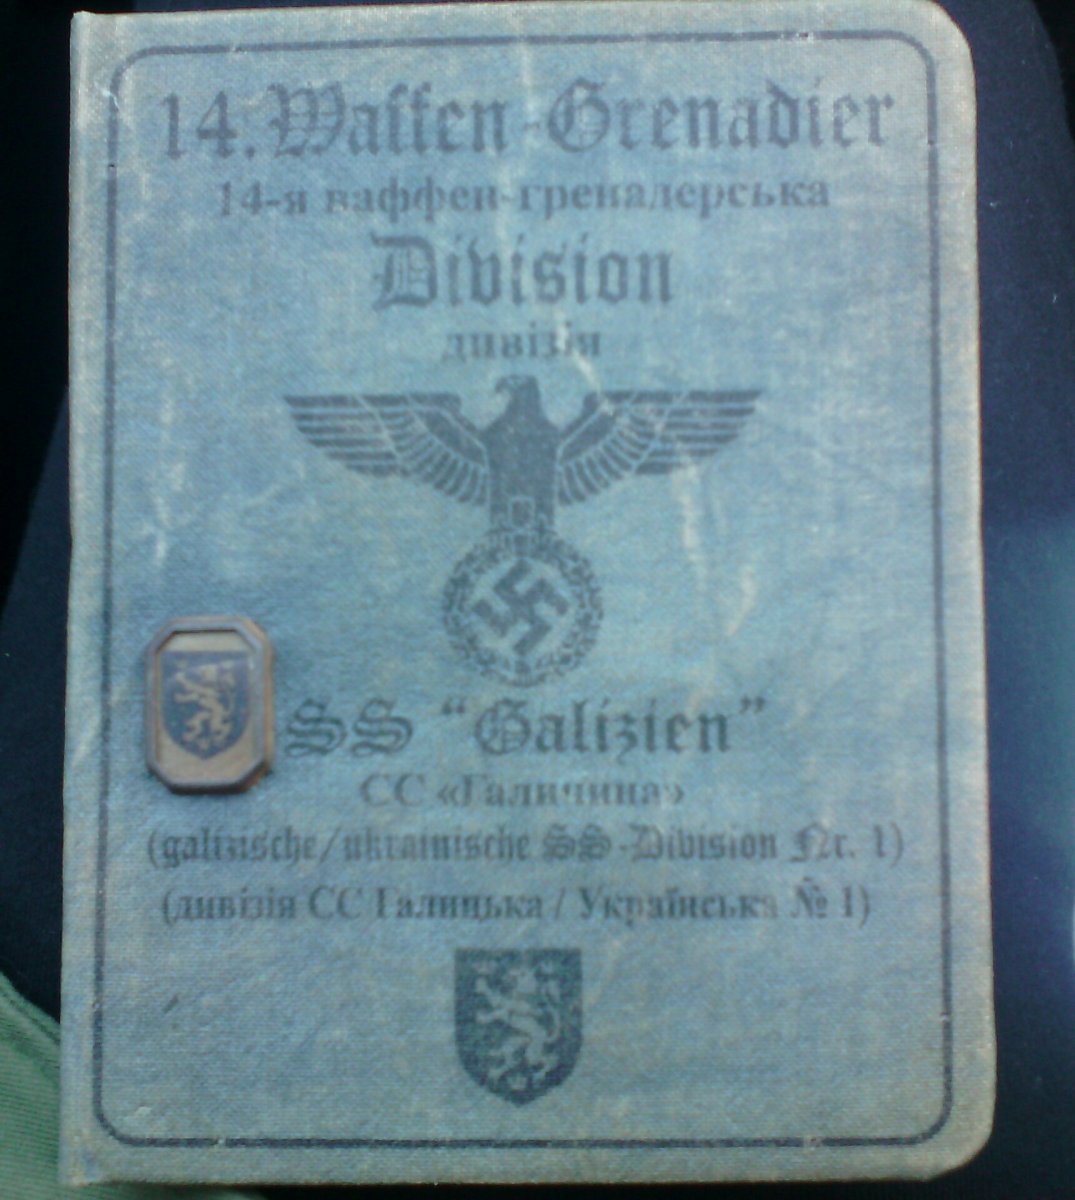 14. Waffen-Grenadier
14-я ваффен-гренадерська
Division
дивізія
SS “Galizien”
СС «Галичина»
(galizische/ukrainische SS-Division Nr. 1)
(дивізія СС Галицька / Українська № 1)